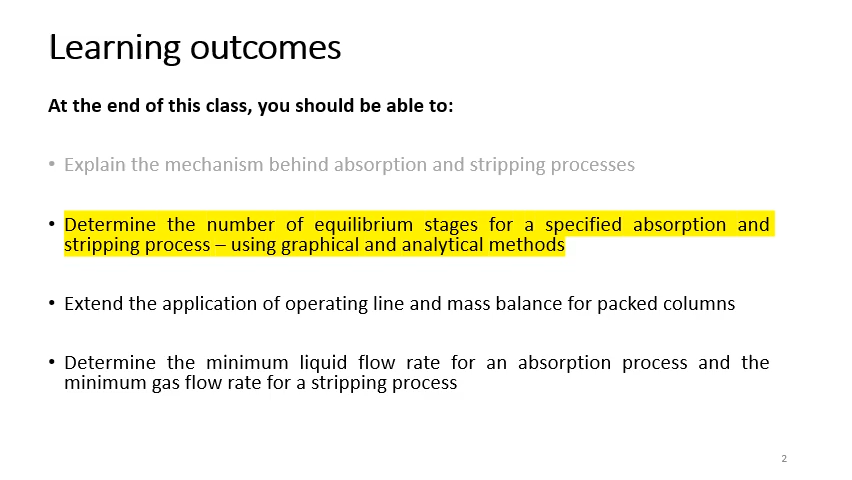 Learning outcomes
At the end of this class, you should be able to:
• Explain the mechanism behind absorption and stripping processes
• Determine the number of equilibrium stages for a specified absorption and
stripping process – using graphical and analytical methods
• Extend the application of operating line and mass balance for packed columns
• Determine the minimum liquid flow rate for an absorption process and the
minimum gas flow rate for a stripping process
2